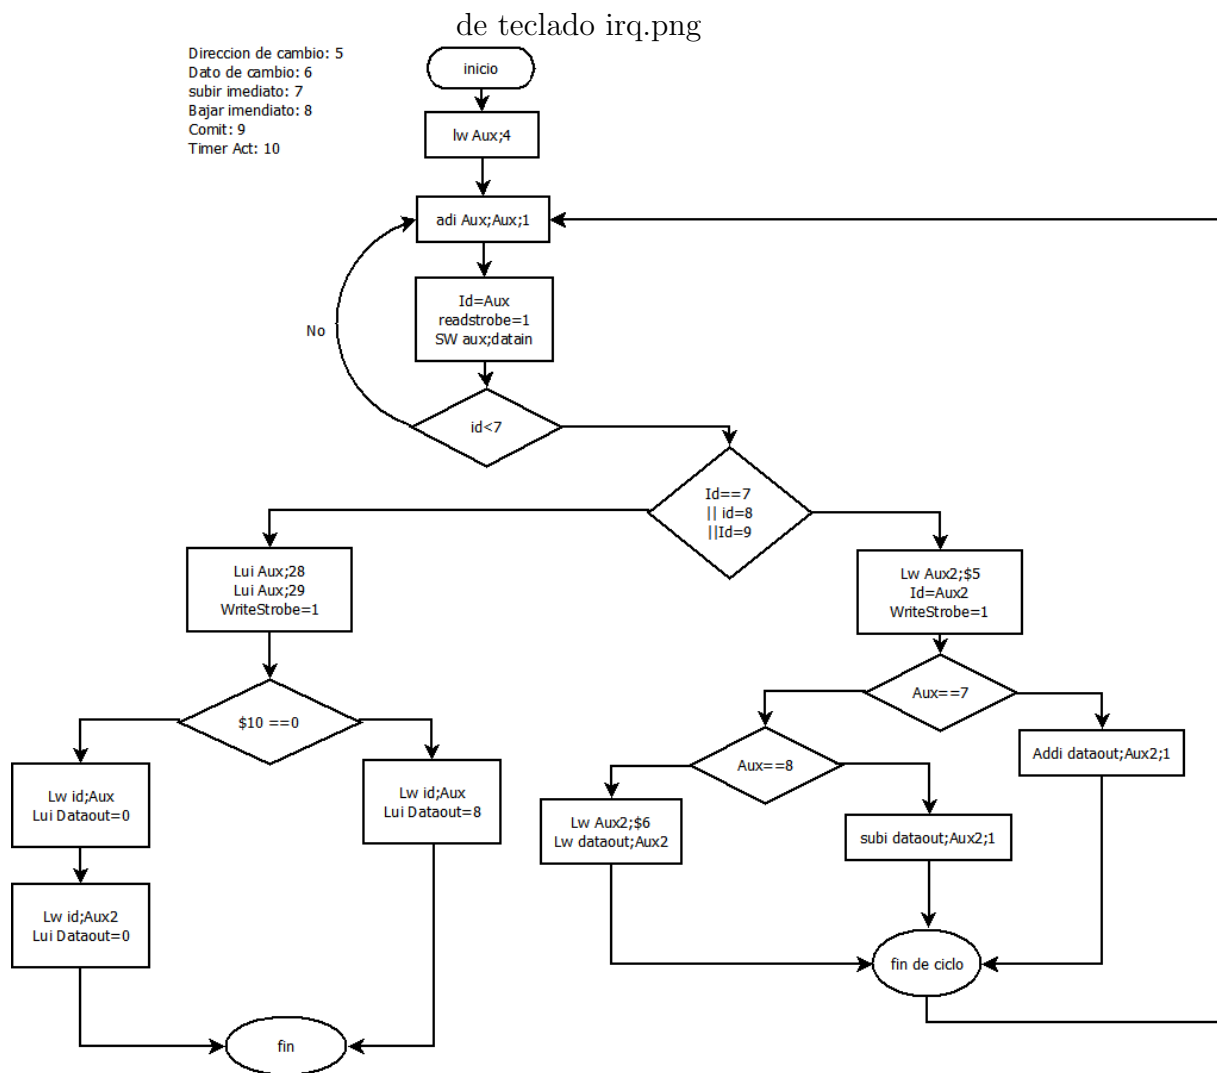 de teclado irq.png
Direccion de cambio: 5
Dato de cambio: 6
subir imediato: 7
Bajar imendiato: 8
Comit: 9
Timer Act: 10
inicio
lw Aux;4
adi Aux;Aux;1
Id=Aux
readstrobe=1
SW aux;datain
No
id<7
Id==7
|| id=8
||Id=9
Lui Aux;28
Lui Aux;29
WriteStrobe=1
Lw Aux2;$5
Id=Aux2
WriteStrobe=1
$10 ==0
Aux==7
Lw id;Aux
Lui Dataout=0
Lw id;Aux
Lui Dataout=8
Aux==8
Addi dataout;Aux2;1
Lw Aux2;$6
Lw dataout;Aux2
subi dataout;Aux2;1
Lw id;Aux2
Lui Dataout=0
fin de ciclo
fin